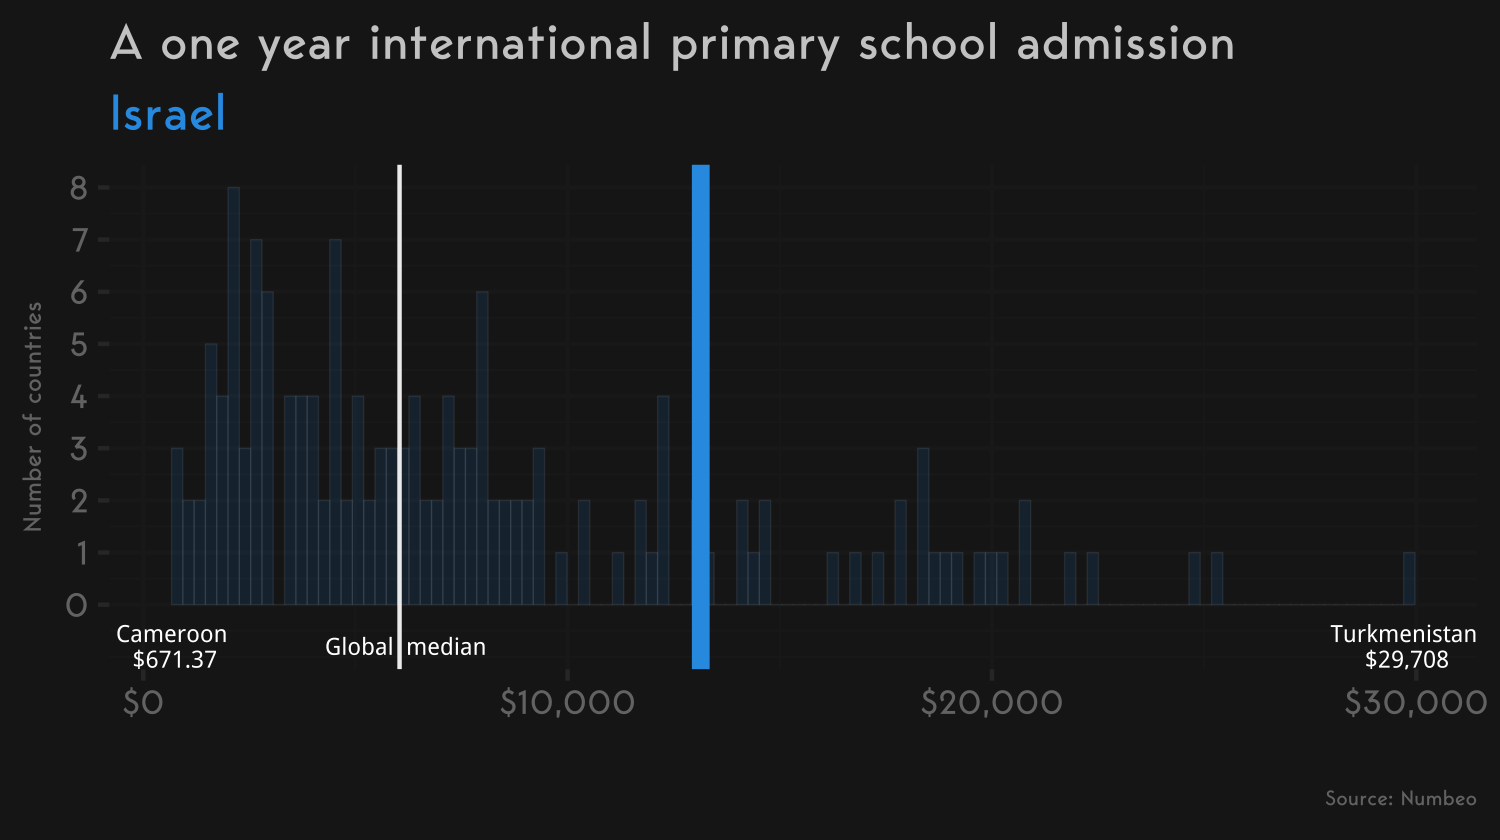 A one year international primary school admission
Israel
Number of countries
8
7
6
5
4
3
2
1
0
Cameroon
$671.37
Global median
Turkmenistan
$29,708
$0 $10,000 $20,000 $30,000
Source: Numbeo